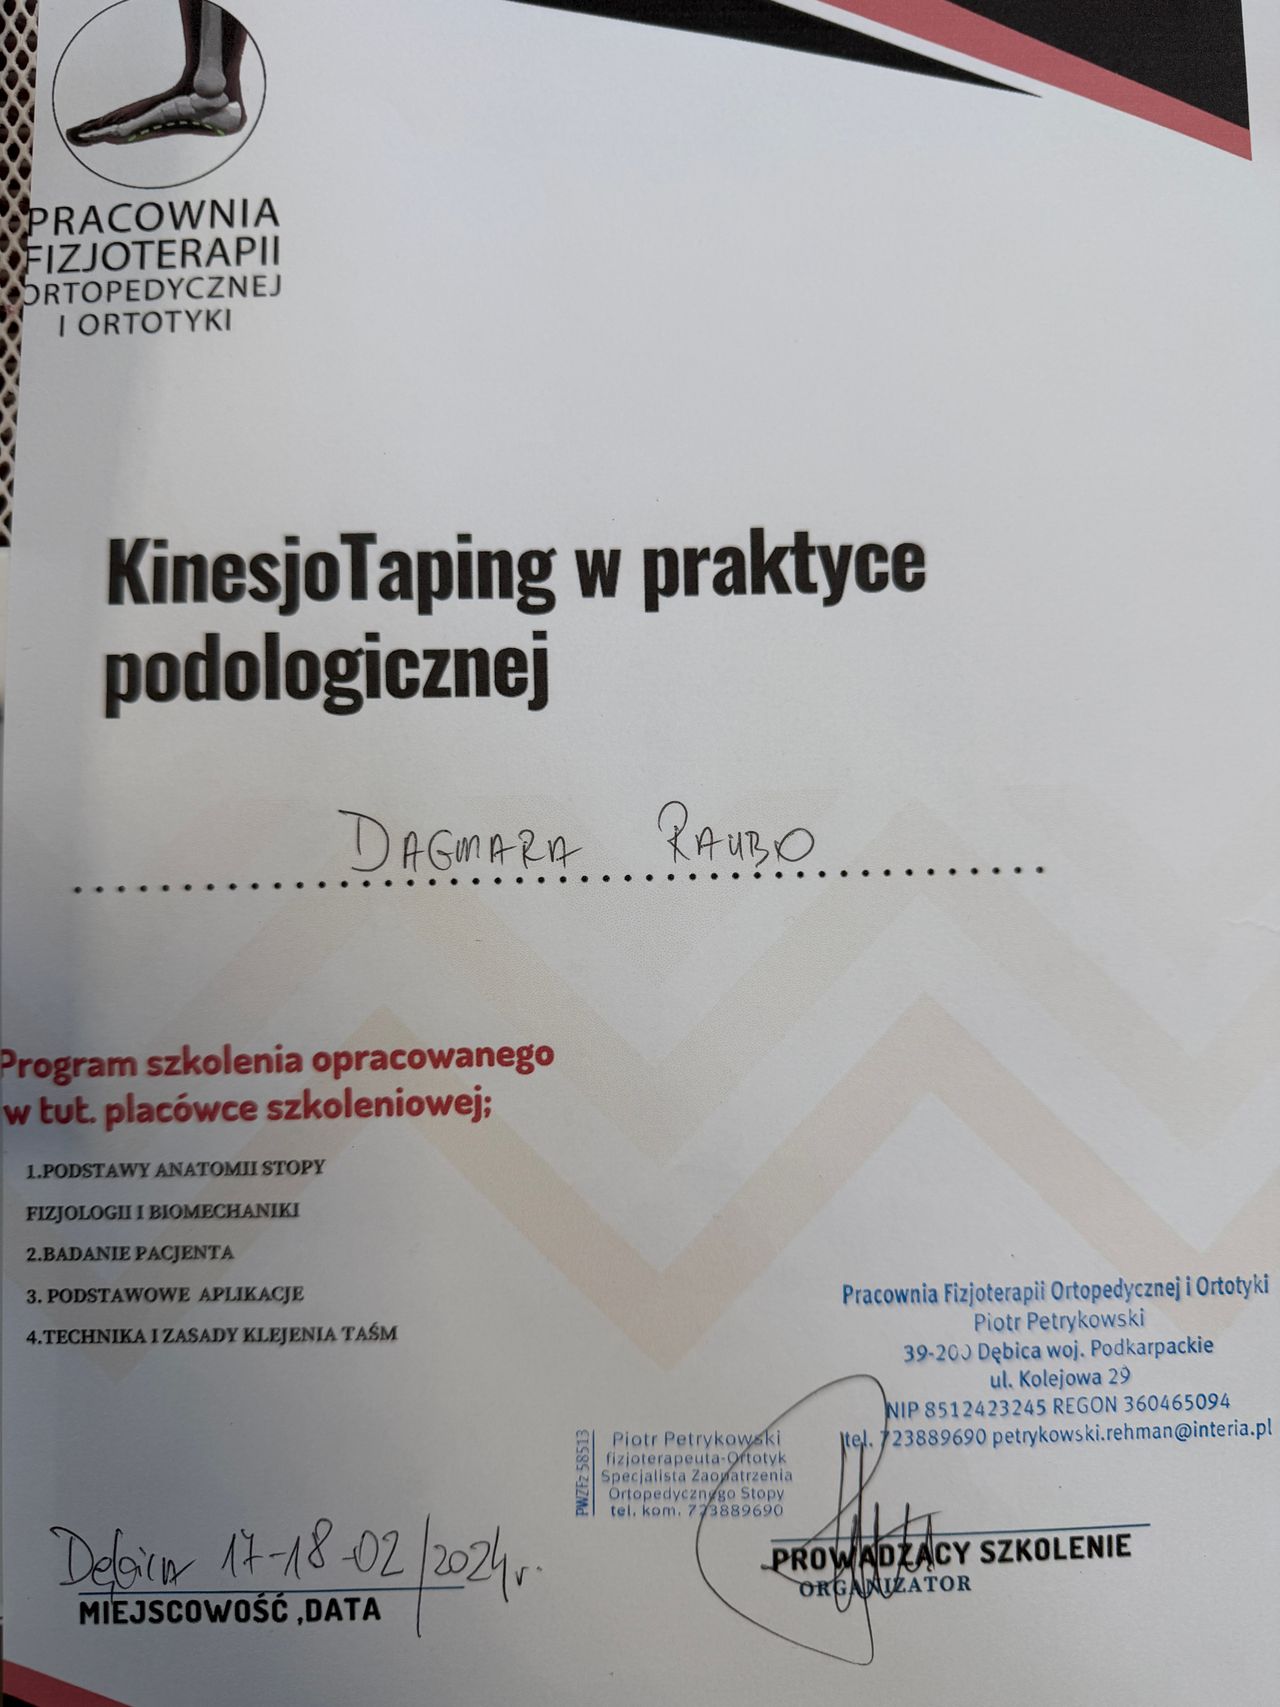 PRACOWNIA
FIZJOTERAPII
ORTOPEDYCZNEJ
I ORTOTYKI
KinesjoTaping w praktyce
podologicznej
DAGMARA RAUBO
Program szkolenia opracowanego
w tut. placówce szkoleniowej;
1.PODSTAWY ANATOMII STOPY
FIZJOLOGII I BIOMECHANIKI
2.BADANIE PACJENTA
3. PODSTAWOWE APLIKACJE
4.TECHNIKA I ZASADY KLEJENIA TAŚM
Pracownia Fizjoterapii Ortopedycznej i Ortotyki
Piotr Petrykowski
39-200 Dębica woj. Podkarpackie
ul. Kolejowa 29
NIP 8512423245 REGON 360465094
tel. 723889690 petrykowski.rehman@interia.pl
PWZFz 58513
Piotr Petrykowski
fizjoterapeuta-Ortotyk
Specjalista Zaopatrzenia
Ortopedycznego Stopy
tel. kom. 723889690
Dębica 17-18-02/2024r.
MIEJSCOWOŚĆ ,DATA
PROWADZĄCY SZKOLENIE
ORGANIZATOR